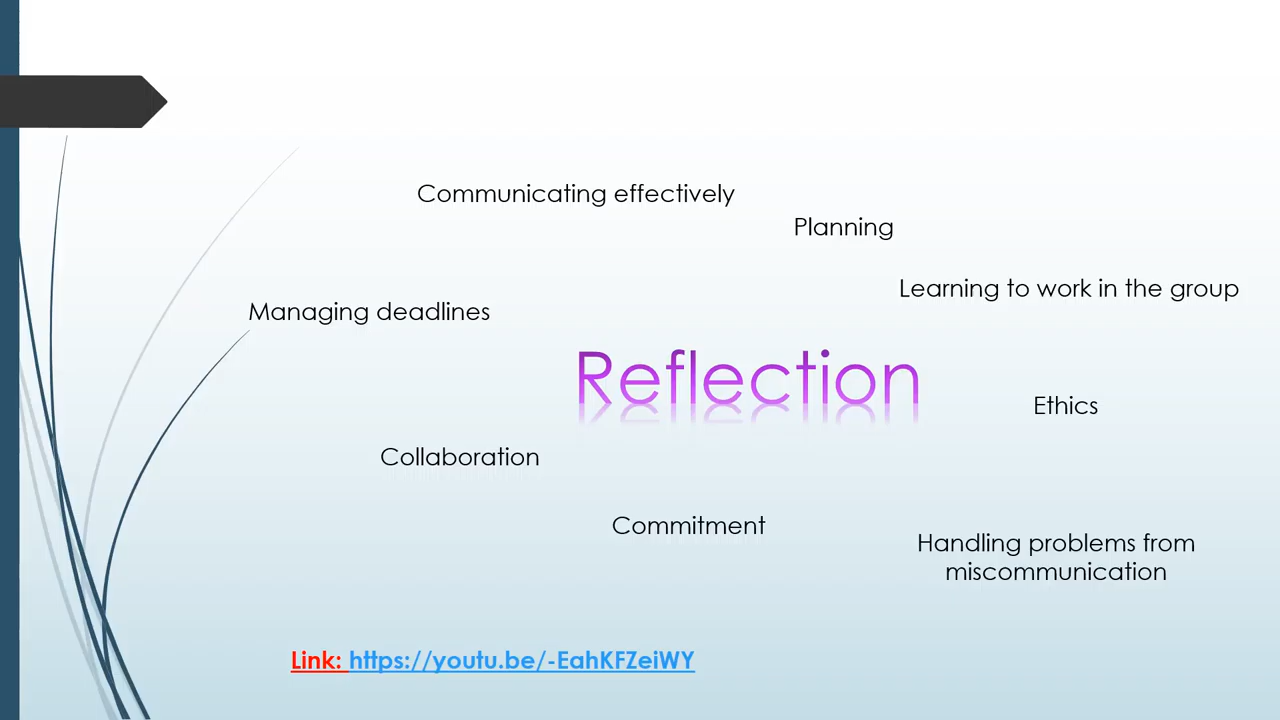 Communicating effectively
Planning
Learning to work in the group
Managing deadlines
Reflection
Ethics
Collaboration
Commitment
Handling problems from
miscommunication
Link: https://youtu.be/-EahKFZeiWY